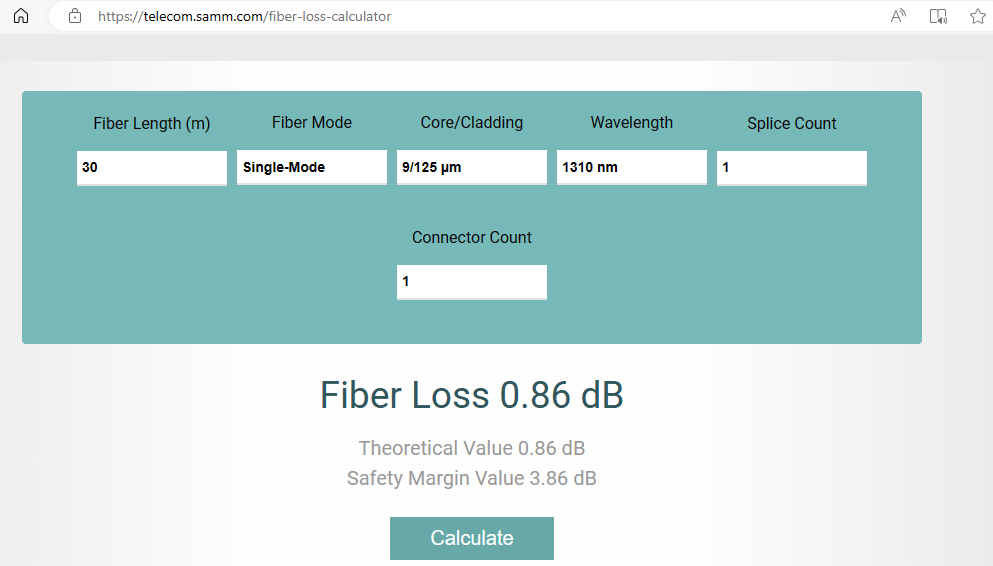 https://telecom.samm.com/fiber-loss-calculator
Fiber Length (m) Fiber Mode Core/Cladding Wavelength Splice Count
30 Single-Mode 9/125 µm 1310 nm 1
Connector Count
1
Fiber Loss 0.86 dB
Theoretical Value 0.86 dB
Safety Margin Value 3.86 dB
Calculate